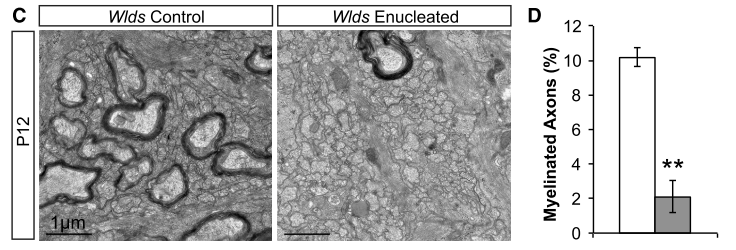 C
Wlds Control
Wlds Enucleated
P12
1µm
D
Myelinated Axons (%)
12
10
8
6
4
2
0
**